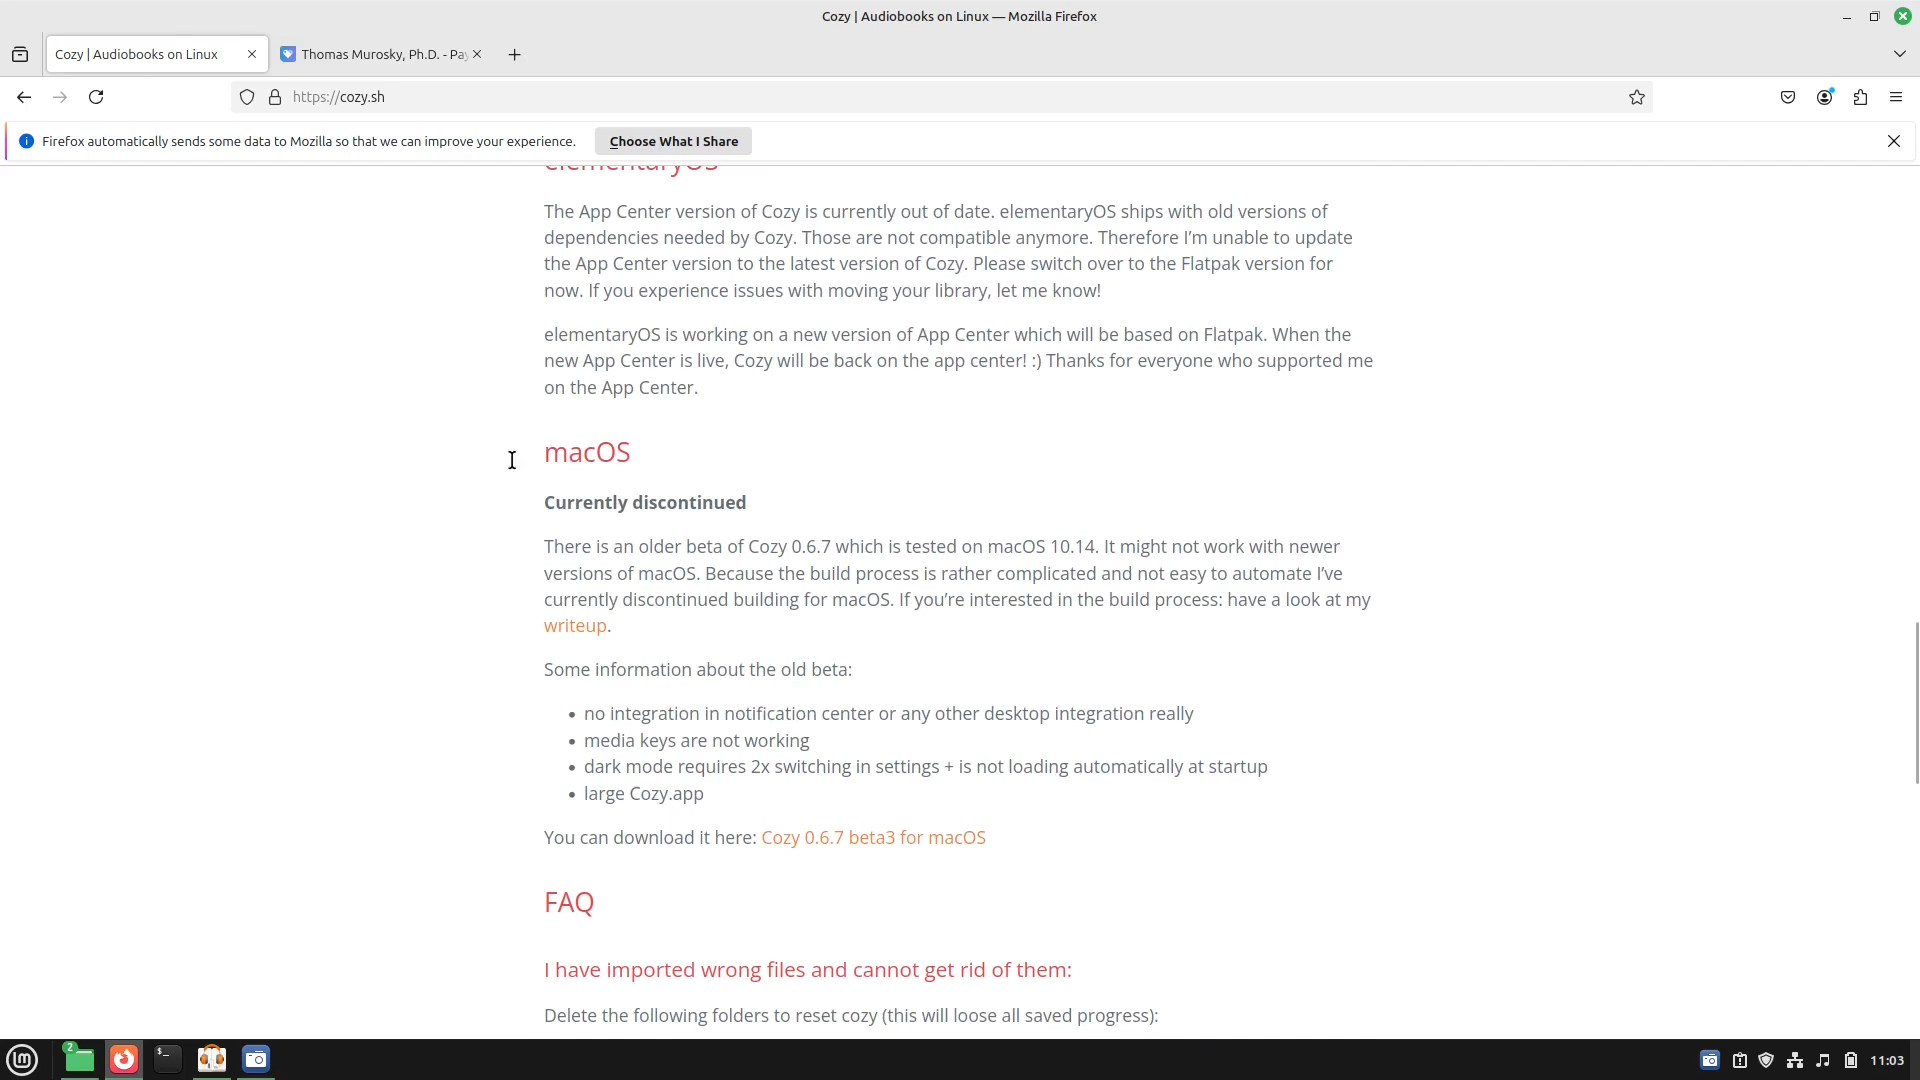 Cozy | Audiobooks on Linux — Mozilla Firefox
Cozy | Audiobooks on Linux
Thomas Murosky, Ph.D. - Pay
https://cozy.sh
Firefox automatically sends some data to Mozilla so that we can improve your experience.
Choose What I Share
elementaryOS
The App Center version of Cozy is currently out of date. elementaryOS ships with old versions of
dependencies needed by Cozy. Those are not compatible anymore. Therefore I’m unable to update
the App Center version to the latest version of Cozy. Please switch over to the Flatpak version for
now. If you experience issues with moving your library, let me know!
elementaryOS is working on a new version of App Center which will be based on Flatpak. When the
new App Center is live, Cozy will be back on the app center! :) Thanks for everyone who supported me
on the App Center.
macOS
Currently discontinued
There is an older beta of Cozy 0.6.7 which is tested on macOS 10.14. It might not work with newer
versions of macOS. Because the build process is rather complicated and not easy to automate I’ve
currently discontinued building for macOS. If you’re interested in the build process: have a look at my
writeup.
Some information about the old beta:
• no integration in notification center or any other desktop integration really
• media keys are not working
• dark mode requires 2x switching in settings + is not loading automatically at startup
• large Cozy.app
You can download it here: Cozy 0.6.7 beta3 for macOS
FAQ
I have imported wrong files and cannot get rid of them:
Delete the following folders to reset cozy (this will loose all saved progress):
2
11:03